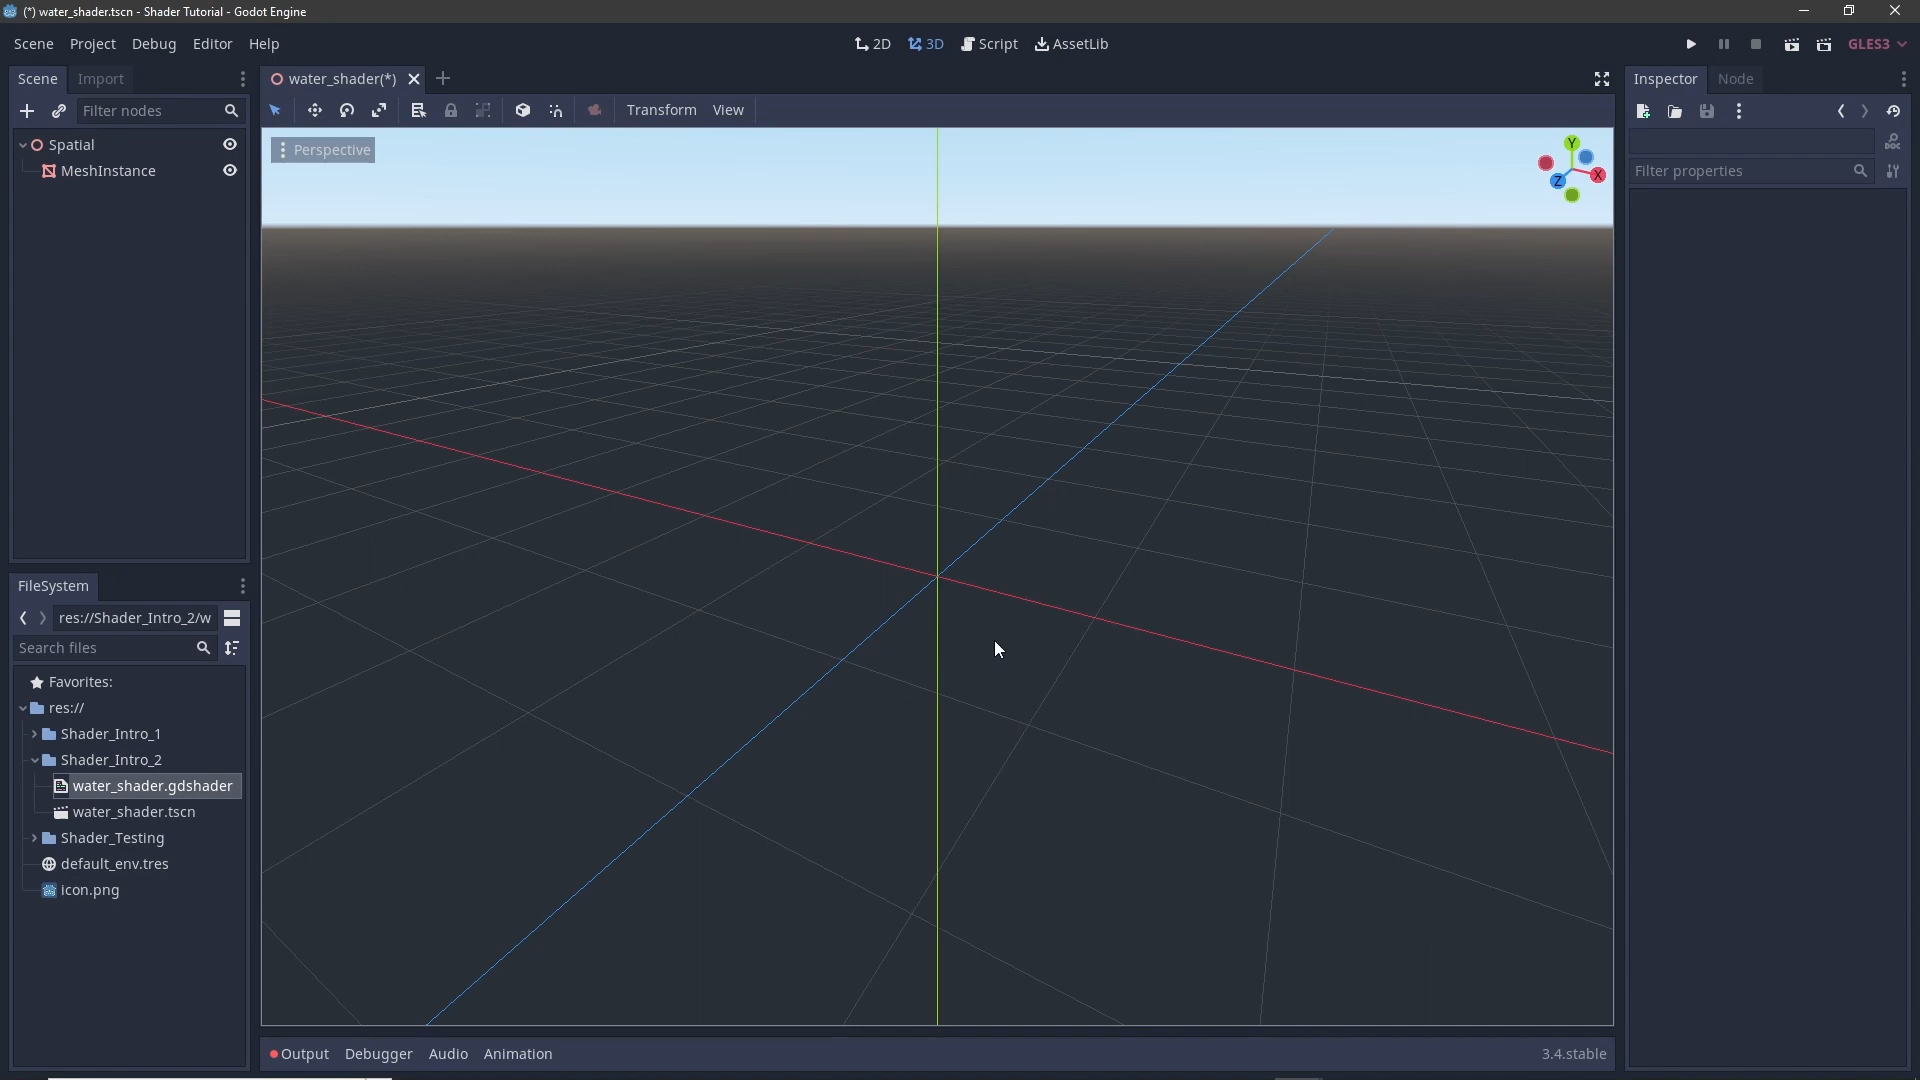 (*) water_shader.tscn - Shader Tutorial - Godot Engine
Scene Project Debug Editor Help
2D 3D Script AssetLib
GLES3
Scene Import
water_shader(*)
Inspector Node
Filter nodes
Transform View
Spatial
MeshInstance
Perspective
Y
X
Z
DOC
Filter properties
FileSystem
res://Shader_Intro_2/w
Search files
Favorites:
res://
Shader_Intro_1
Shader_Intro_2
water_shader.gdshader
water_shader.tscn
Shader_Testing
default_env.tres
icon.png
Output Debugger Audio Animation
3.4.stable